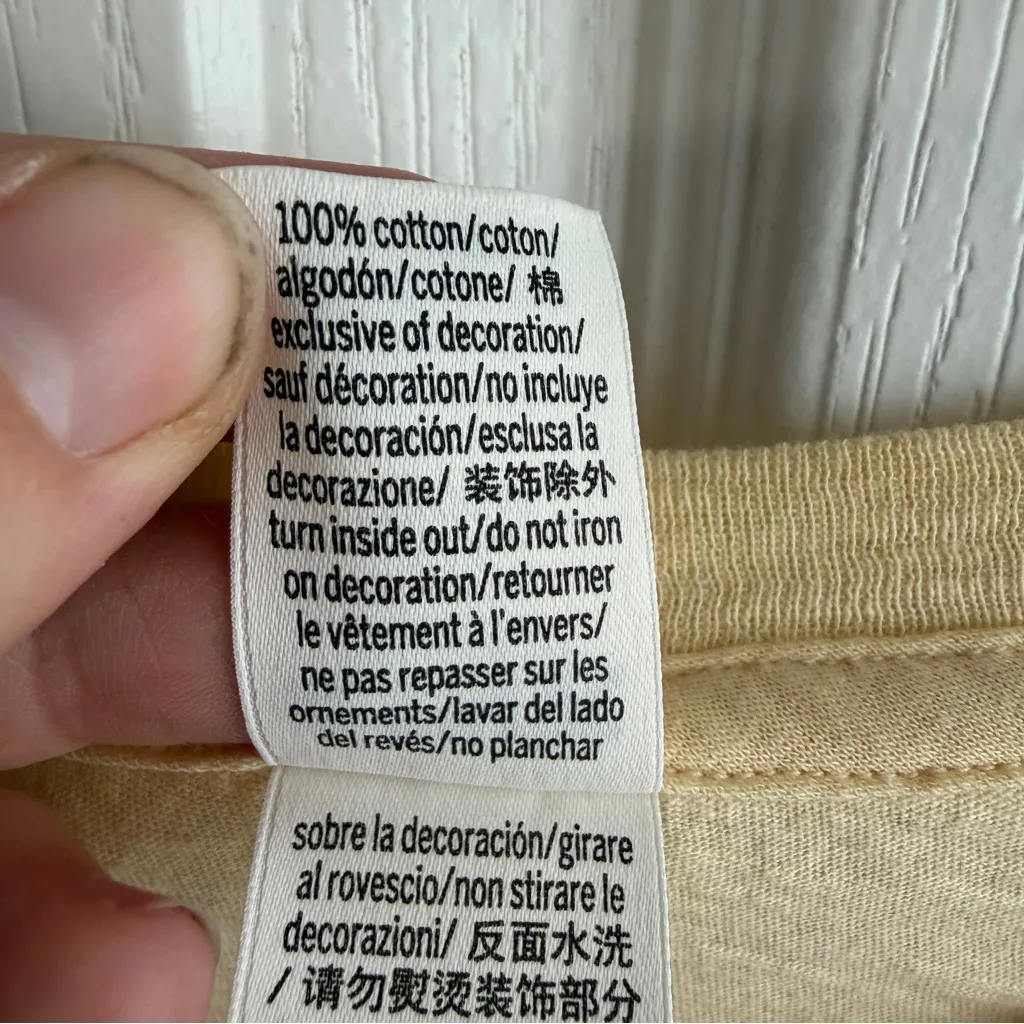 100% cotton/coton/
algodón/cotone/ 棉
exclusive of decoration/
sauf décoration/no incluye
la decoración/esclusa la
decorazione/ 装饰除外
turn inside out/do not iron
on decoration/retourner
le vêtement à l'envers/
ne pas repasser sur les
ornements/lavar del lado
del revés/no planchar
sobre la decoración/girare
al rovescio/non stirare le
decorazioni/ 反面水洗
/ 请勿熨烫装饰部分